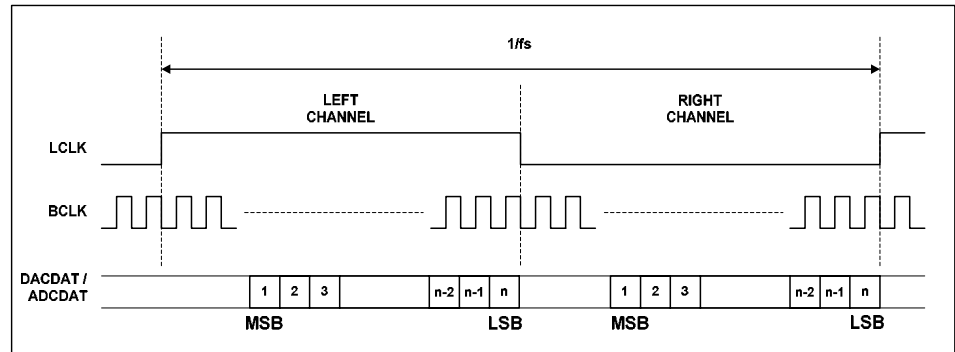 1/fs
LEFT
CHANNEL
RIGHT
CHANNEL
LCLK
BCLK
DACDAT /
ADCDAT
1 2 3 n-2 n-1 n 1 2 3 n-2 n-1 n
MSB LSB MSB LSB